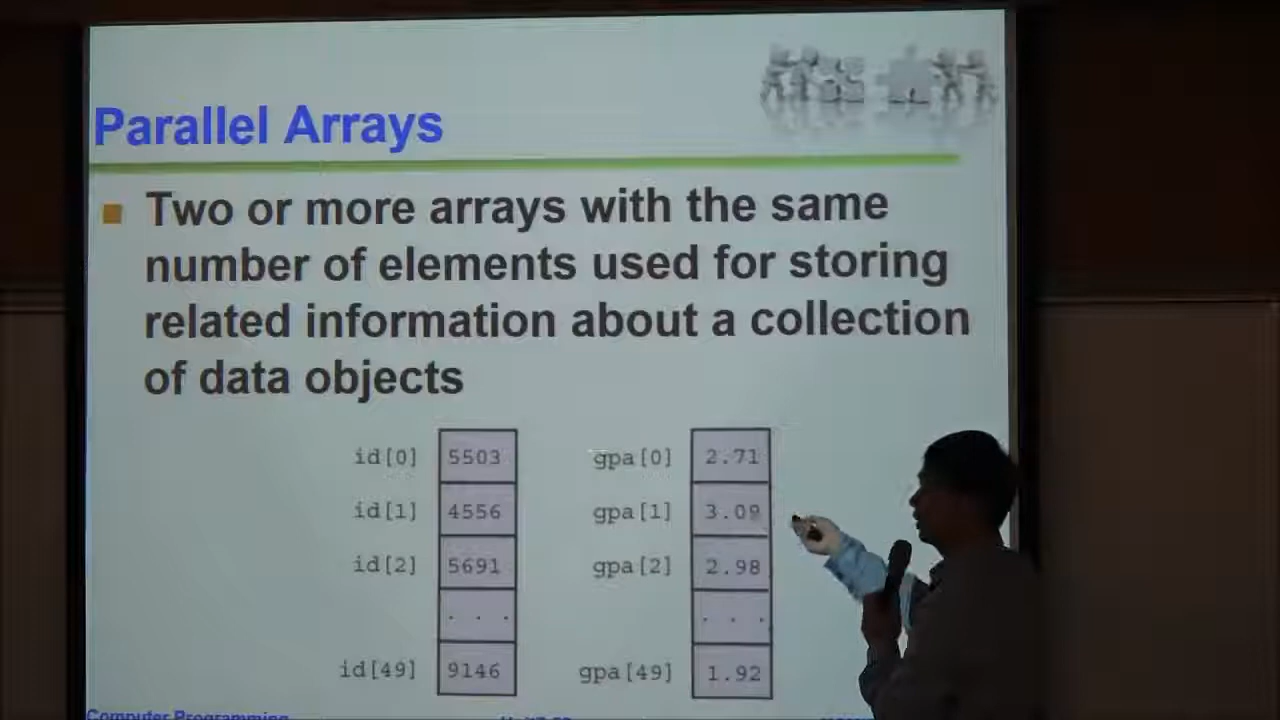 Parallel Arrays
Two or more arrays with the same
number of elements used for storing
related information about a collection
of data objects
id[0] 5503 gpa[0] 2.71
id[1] 4556 gpa[1] 3.09
id[2] 5691 gpa[2] 2.98
. . . . . .
id[49] 9146 gpa[49] 1.92
Computer Programming